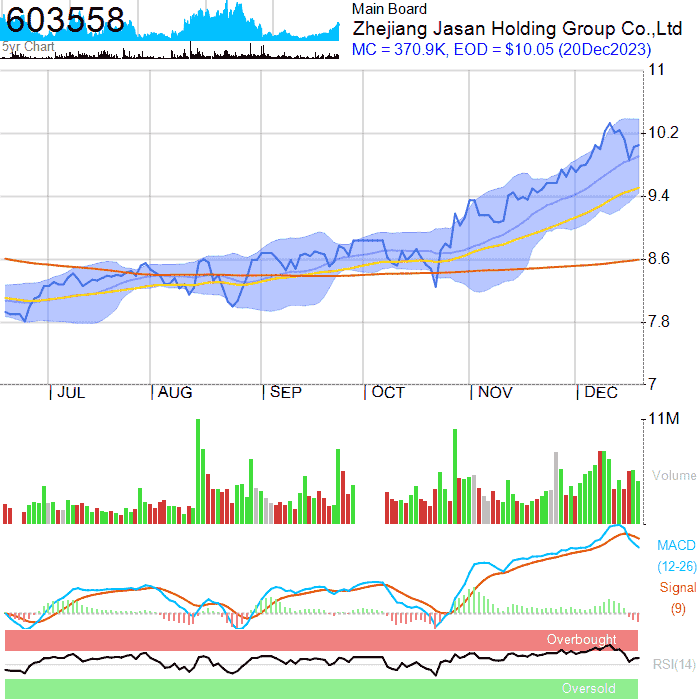 603558
5yr Chart
Main Board
Zhejiang Jasan Holding Group Co.,Ltd
MC = 370.9K, EOD = $10.05 (20Dec2023)
11
10.2
9.4
8.6
7.8
7
JUL
AUG
SEP
OCT
NOV
DEC
11M
Volume
MACD
(12-26)
Signal
(9)
Overbought
RSI(14)
Oversold